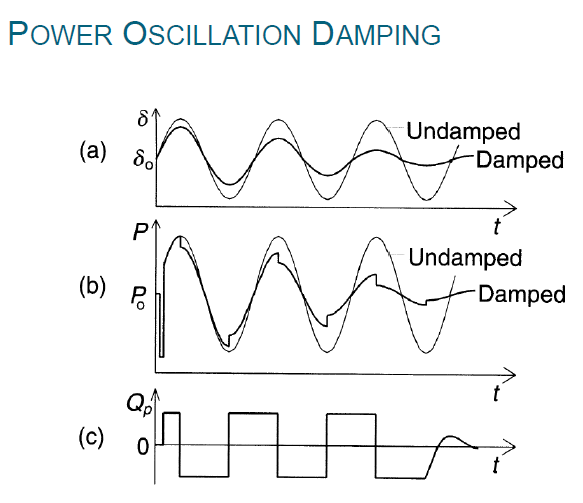 POWER OSCILLATION DAMPING
δ
(a)
δo
Undamped
Damped
t
P
(b)
Po
Undamped
Damped
t
Qp
(c)
0
t